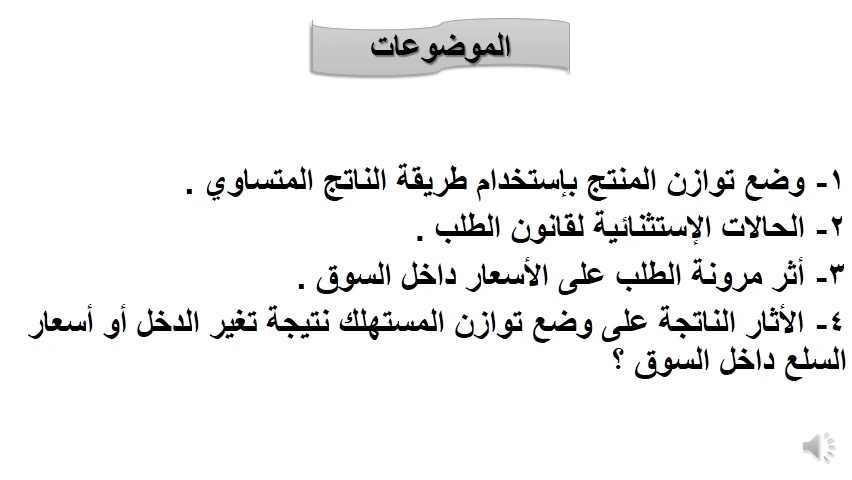 الموضوعات
١- وضع توازن المنتج بإستخدام طريقة الناتج المتساوي .
٢- الحالات الإستثنائية لقانون الطلب .
٣- أثر مرونة الطلب على الأسعار داخل السوق .
٤- الأثار الناتجة على وضع توازن المستهلك نتيجة تغير الدخل أو أسعار
السلع داخل السوق ؟